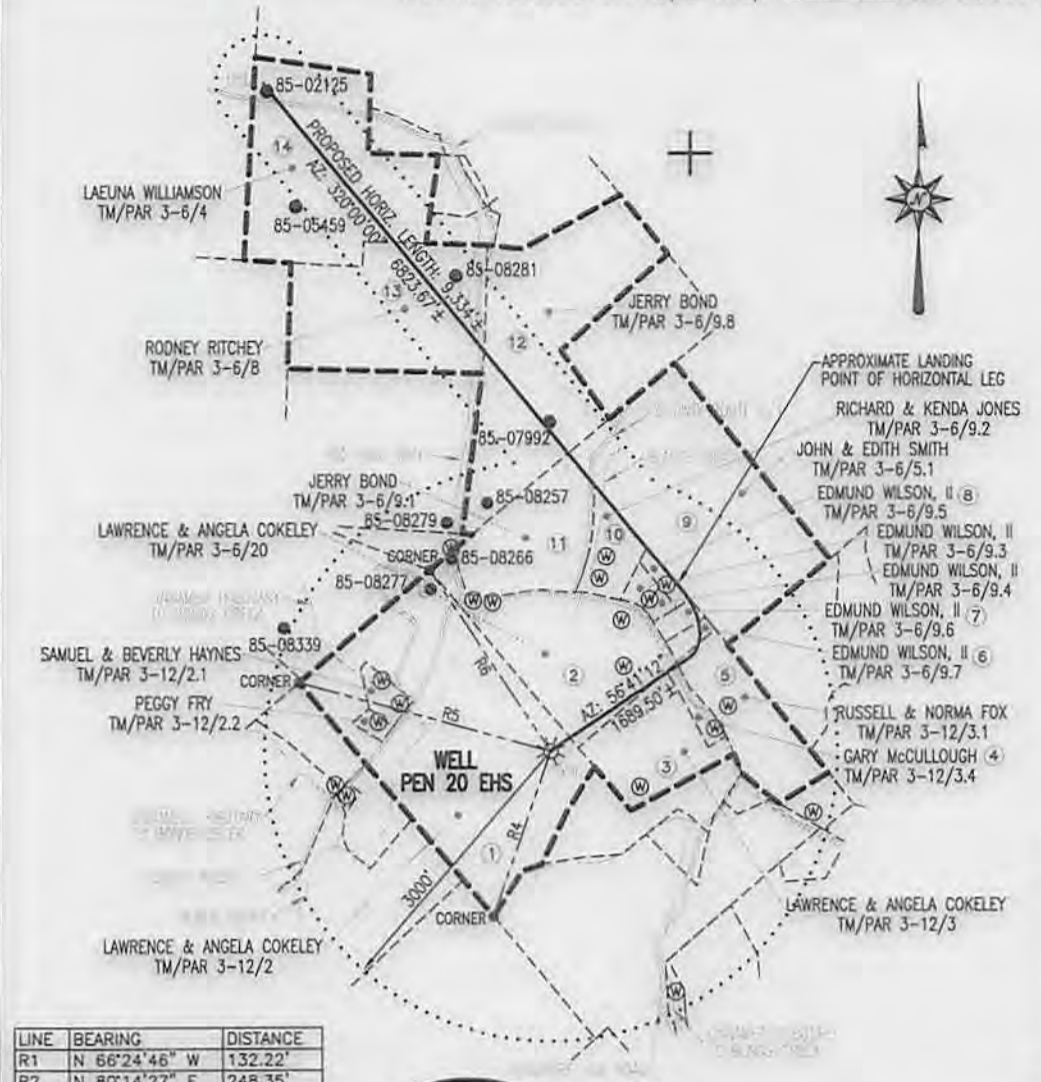 85-02125
14
LAEUNA WILLIAMSON
TM/PAR 3-6/4
85-05459
PROPOSED HORIZ. LENGTH: 9,334'±
AZ: 320°00'00"
6823.67'±
N
85-08281
13
JERRY BOND
TM/PAR 3-6/9.8
RODNEY RITCHEY
TM/PAR 3-6/8
12
APPROXIMATE LANDING
POINT OF HORIZONTAL LEG
RICHARD & KENDA JONES
TM/PAR 3-6/9.2
85-07992
JOHN & EDITH SMITH
TM/PAR 3-6/5.1
JERRY BOND
TM/PAR 3-6/9.1
85-08257
EDMUND WILSON, II 8
TM/PAR 3-6/9.5
85-08279
9
LAWRENCE & ANGELA COKELEY
TM/PAR 3-6/20
10
11
EDMUND WILSON, II
TM/PAR 3-6/9.3
CORNER
W
85-08266
W
EDMUND WILSON, II
TM/PAR 3-6/9.4
85-08277
W
W W
W
W
W
EDMUND WILSON, II 7
TM/PAR 3-6/9.6
85-08339
SAMUEL & BEVERLY HAYNES
TM/PAR 3-12/2.1
EDMUND WILSON, II 6
TM/PAR 3-6/9.7
R6
2
W
AZ: 56°41'12"
1689.50'±
5
CORNER
W
PEGGY FRY
TM/PAR 3-12/2.2
W
W
R5
W
W
RUSSELL & NORMA FOX
TM/PAR 3-12/3.1
WELL
PEN 20 EHS
GARY McCULLOUGH 4
TM/PAR 3-12/3.4
3
W
W
W
W
R4
1
3000'
CORNER
LAWRENCE & ANGELA COKELEY
TM/PAR 3-12/3
LAWRENCE & ANGELA COKELEY
TM/PAR 3-12/2
W
LINE BEARING DISTANCE
R1 N 66°24'46" W 132.22'
R2 N 80°14'27" E 248.35'